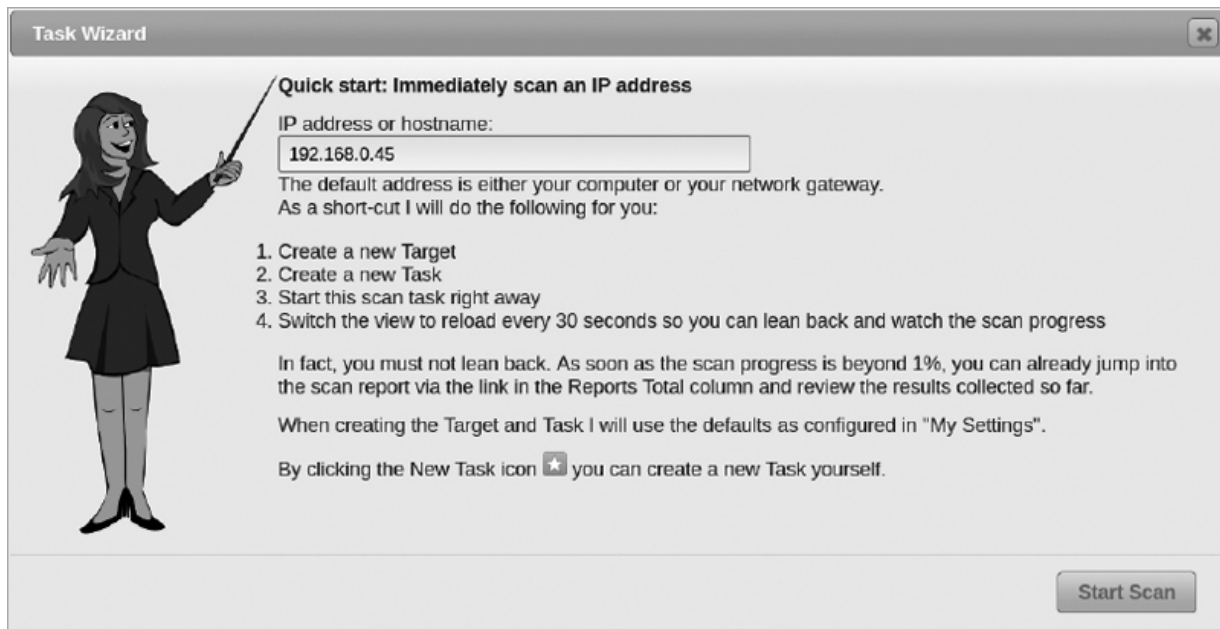 Task Wizard
Quick start: Immediately scan an IP address
IP address or hostname:
192.168.0.45
The default address is either your computer or your network gateway.
As a short-cut I will do the following for you:
1. Create a new Target
2. Create a new Task
3. Start this scan task right away
4. Switch the view to reload every 30 seconds so you can lean back and watch the scan progress
In fact, you must not lean back. As soon as the scan progress is beyond 1%, you can already jump into
the scan report via the link in the Reports Total column and review the results collected so far.
When creating the Target and Task I will use the defaults as configured in "My Settings".
By clicking the New Task icon you can create a new Task yourself.
Start Scan